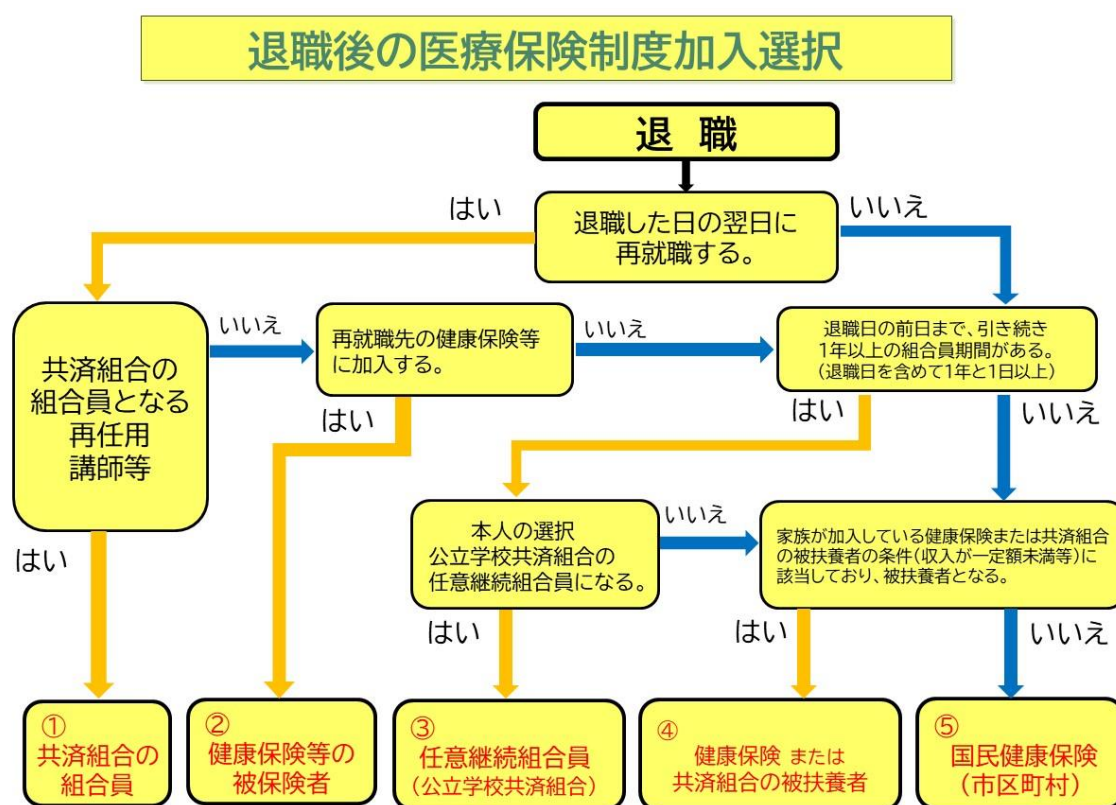 退職後の医療保険制度加入選択
退 職
はい
退職した日の翌日に
再就職する。
いいえ
共済組合の
組合員となる
再任用
講師等
いいえ
再就職先の健康保険等
に加入する。
いいえ
退職日の前日まで、引き続き
1年以上の組合員期間がある。
(退職日を含めて1年と1日以上)
はい
はい
いいえ
本人の選択
公立学校共済組合の
任意継続組合員になる。
いいえ
家族が加入している健康保険または共済組合
の被扶養者の条件(収入が一定額未満等)に
該当しており、被扶養者となる。
はい
はい
はい
いいえ
①
共済組合の
組合員
②
健康保険等の
被保険者
③
任意継続組合員
(公立学校共済組合)
④
健康保険 または
共済組合の被扶養者
⑤
国民健康保険
(市区町村)